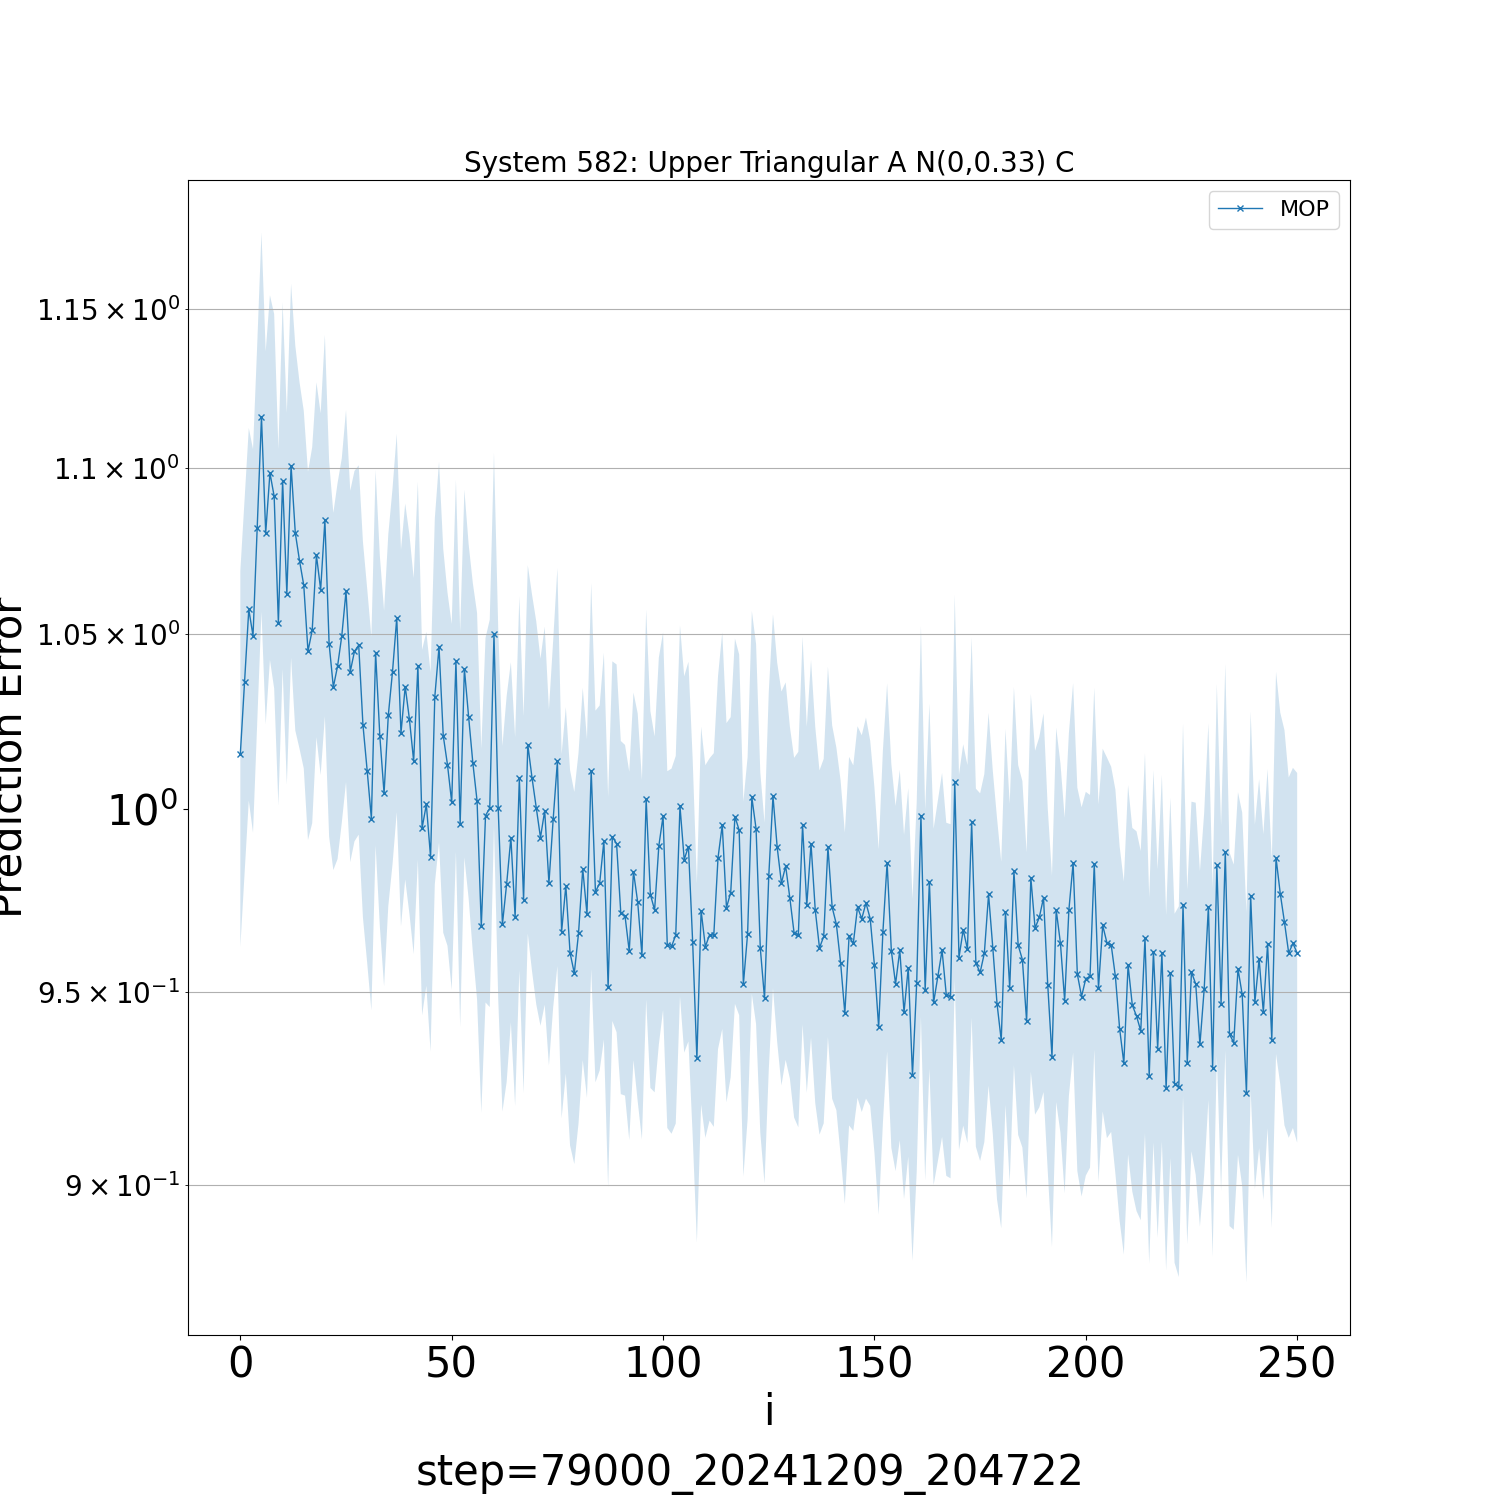 System 582: Upper Triangular A N(0,0.33) C
MOP
1.15 × 10⁰
1.1 × 10⁰
1.05 × 10⁰
10⁰
9.5 × 10⁻¹
9 × 10⁻¹
Prediction Error
0 50 100 150 200 250
i
step=79000_20241209_204722